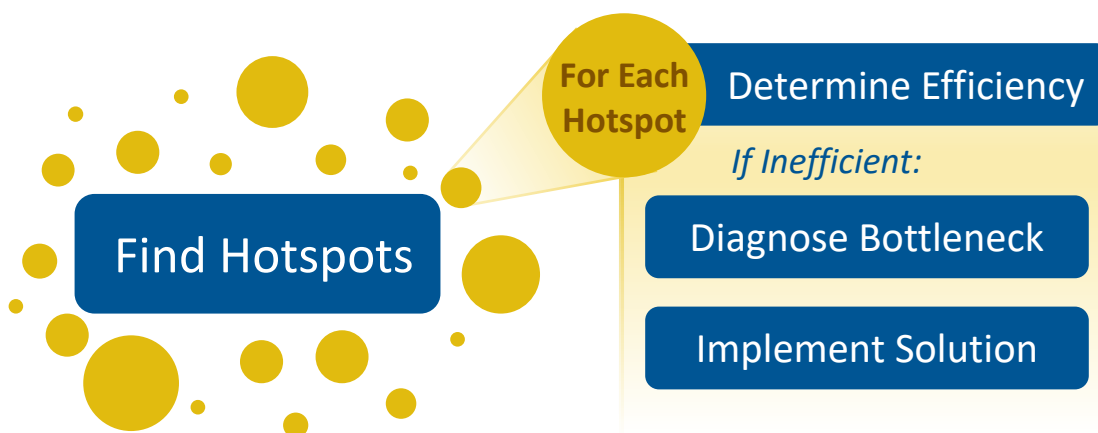 Find Hotspots
For Each
Hotspot
Determine Efficiency
If Inefficient:
Diagnose Bottleneck
Implement Solution